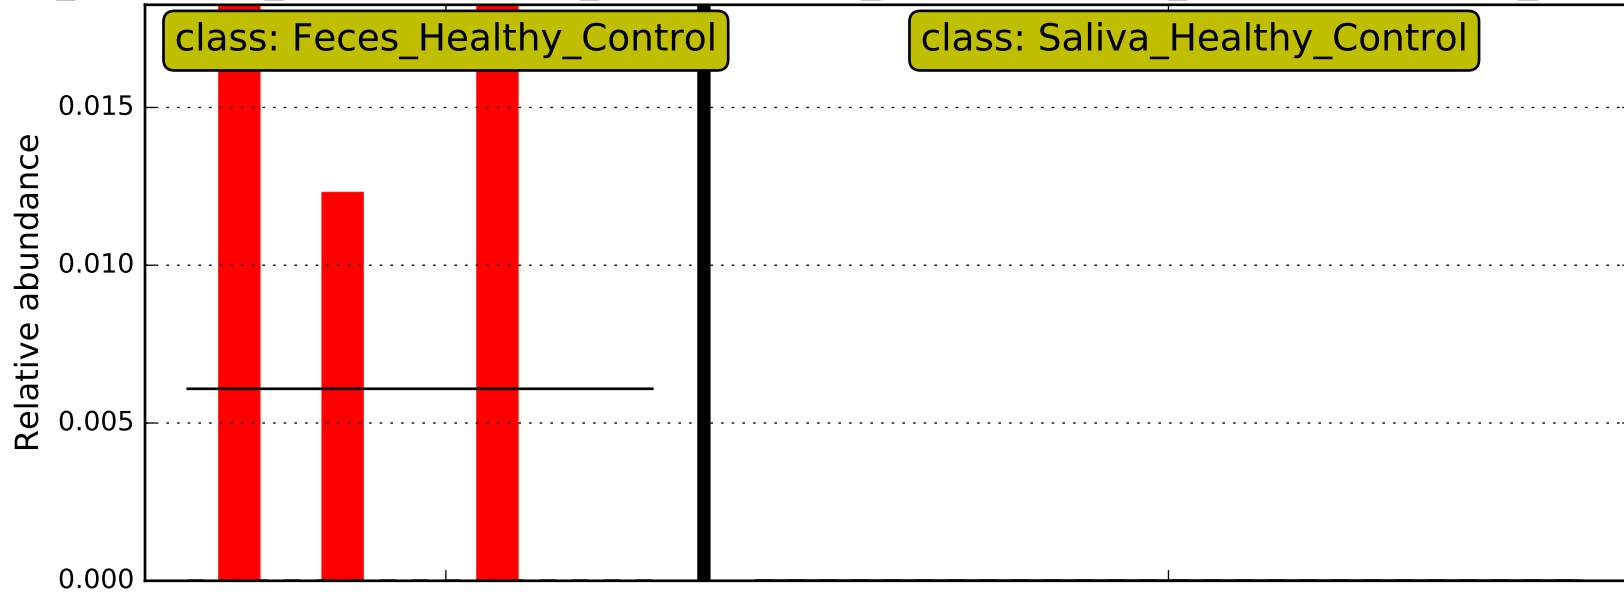 class: Feces_Healthy_Control
class: Saliva_Healthy_Control
0.015
0.010
0.005
0.000
Relative abundance